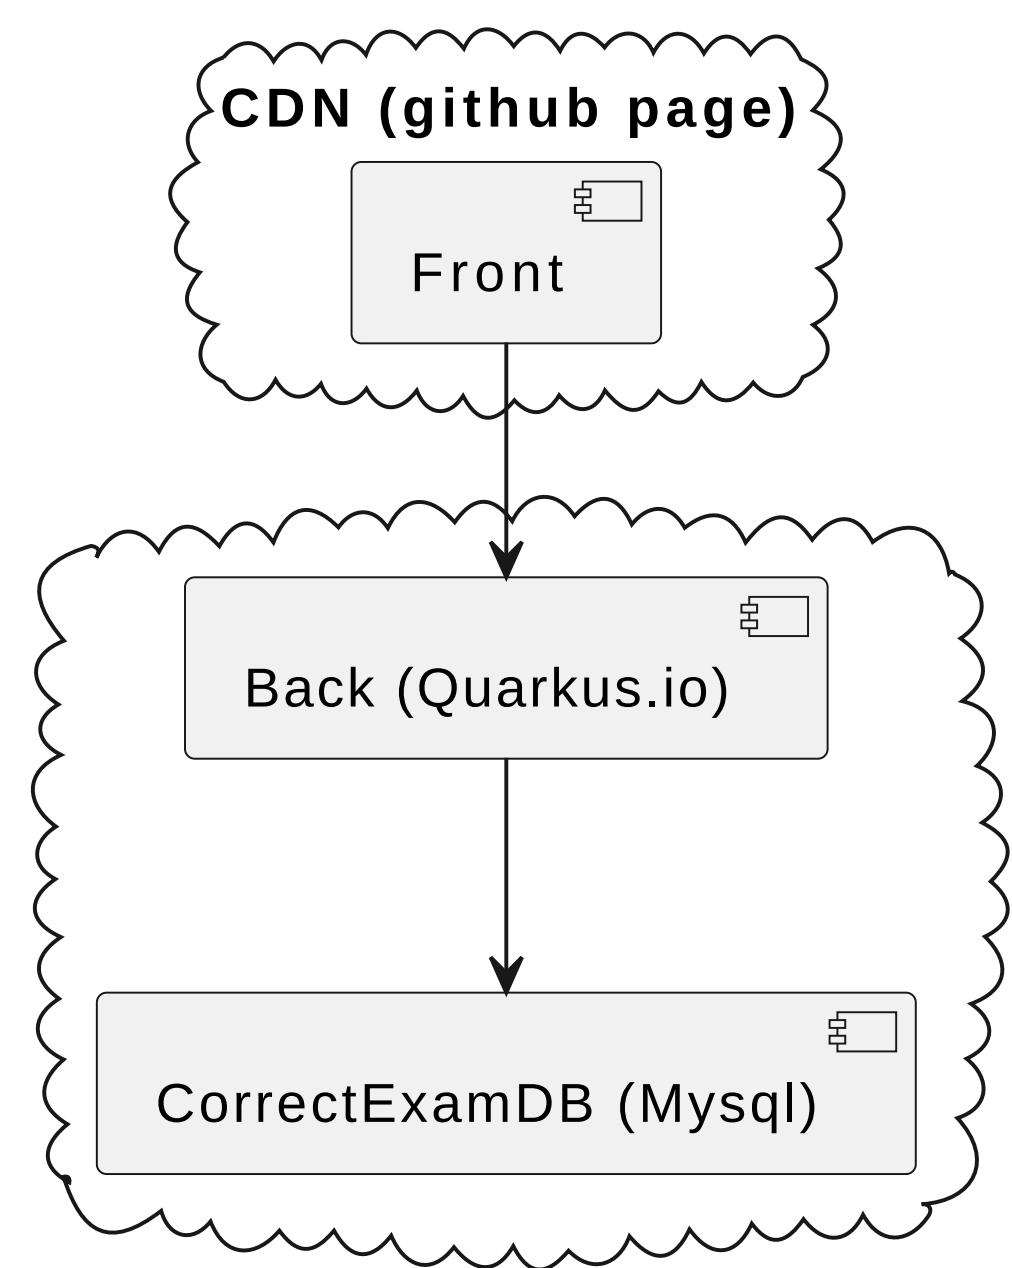 CDN (github page)
Front
Back (Quarkus.io)
CorrectExamDB (Mysql)